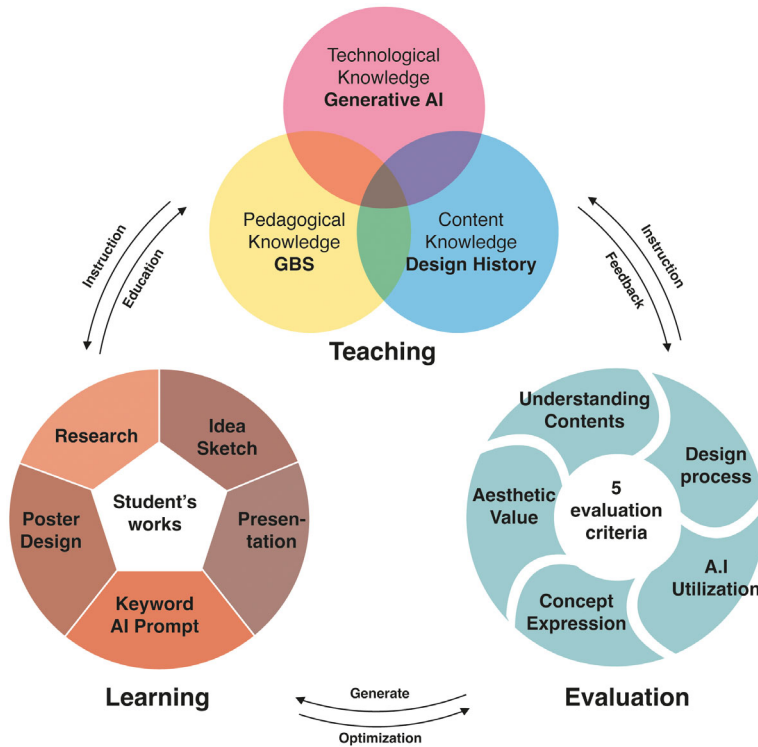 Technological
Knowledge
Generative AI
Pedagogical
Knowledge
GBS
Content
Knowledge
Design History
Teaching
Instruction
Education
Instruction
Feedback
Research
Idea
Sketch
Student's
works
Poster
Design
Presen-
tation
Keyword
AI Prompt
Learning
Understanding
Contents
Design
process
Aesthetic
Value
5
evaluation
criteria
A.I
Utilization
Concept
Expression
Evaluation
Generate
Optimization